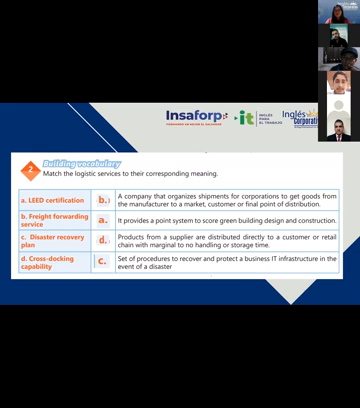 Insaforp
it
INGLÉS
PARA
EL TRABAJO
Inglés
Corporativo
2
Building vocabulary
Match the logistic services to their corresponding meaning.
a. LEED certification
b.
A company that organizes shipments for corporations to get goods from
the manufacturer to a market, customer or final point of distribution.
b. Freight forwarding
service
a.
It provides a point system to score green building design and construction.
c. Disaster recovery
plan
d.
Products from a supplier are distributed directly to a customer or retail
chain with marginal to no handling or storage time.
d. Cross-docking
capability
c.
Set of procedures to recover and protect a business IT infrastructure in the
event of a disaster